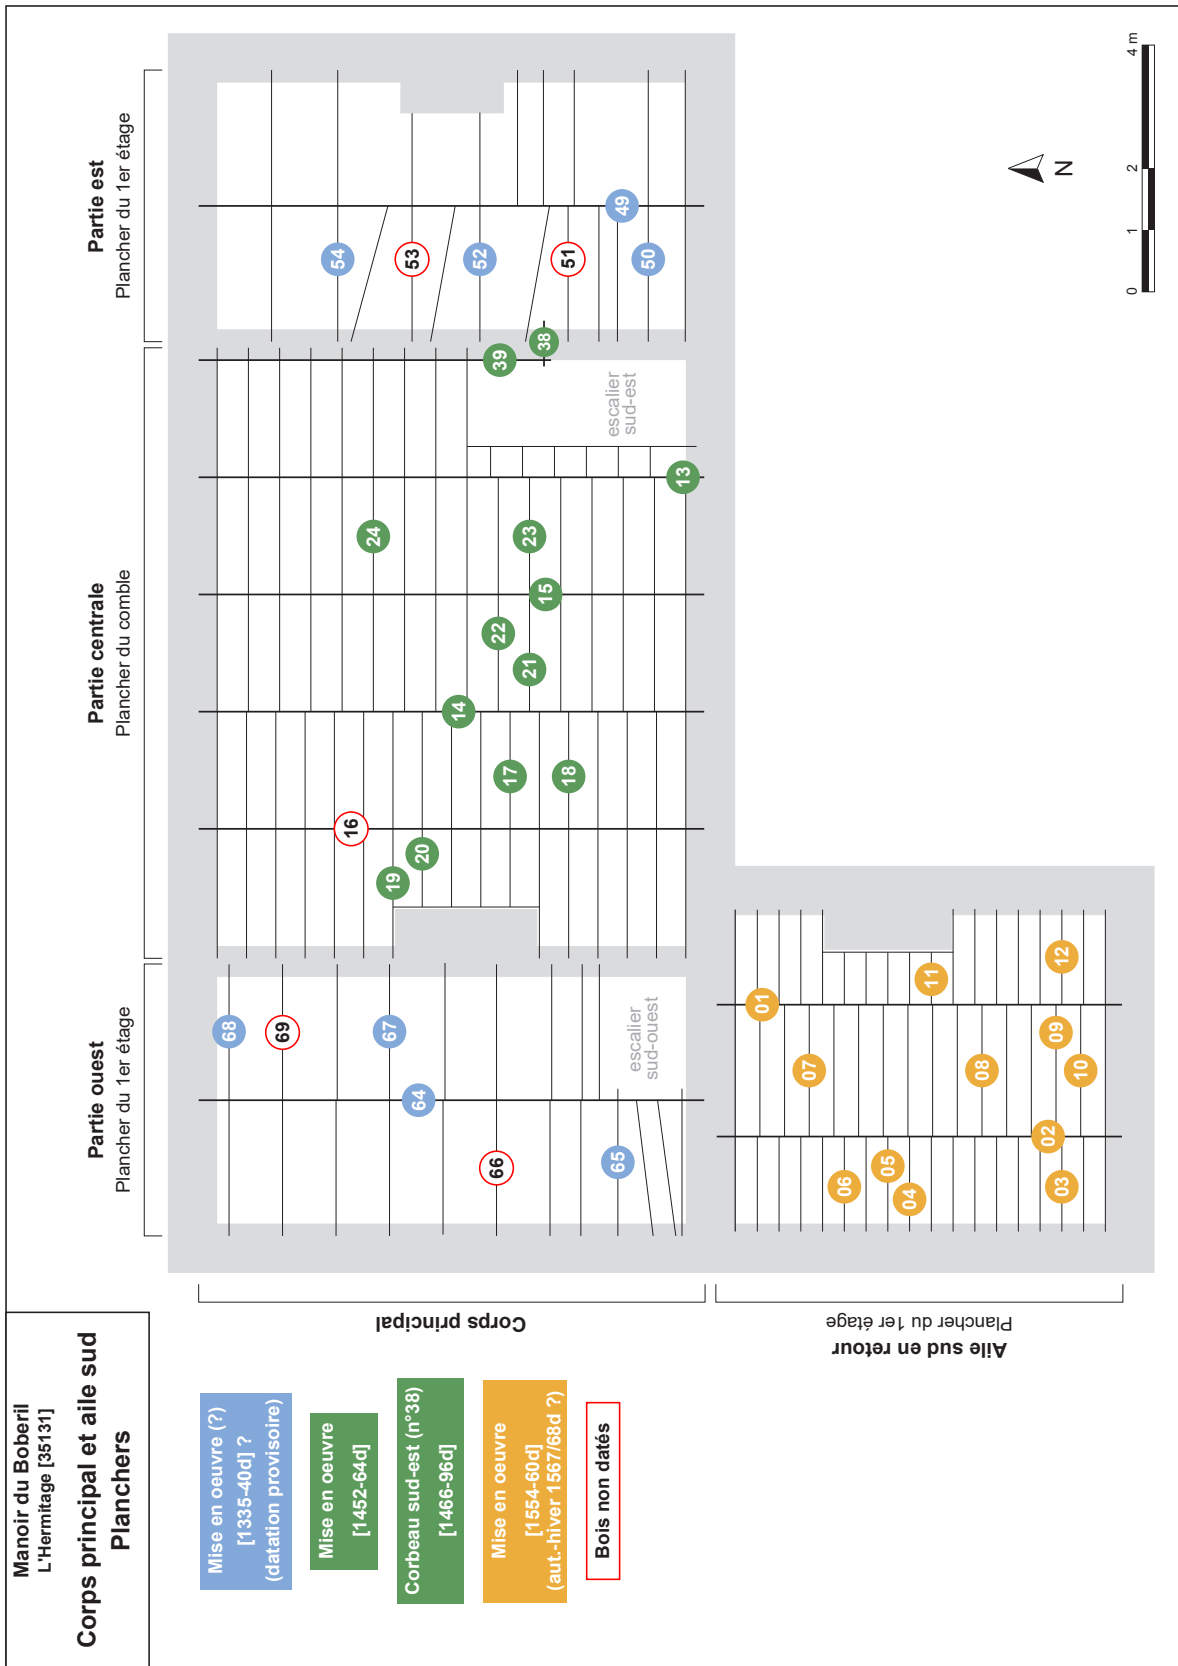 Manoir du Boberil
L'Hermitage [35131]
Corps principal et aile sud
Planchers
Mise en oeuvre (?)
[1335-40d] ?
(datation provisoire)
Mise en oeuvre
[1452-64d]
Corbeau sud-est (n°38)
[1466-96d]
Mise en oeuvre
[1554-60d]
(aut.-hiver 1567/68d ?)
Bois non datés
Partie ouest
Plancher du 1er étage
Partie centrale
Plancher du comble
Partie est
Plancher du 1er étage
Corps principal
Aile sud en retour
Plancher du 1er étage
68
69
67
64
66
65
escalier
sud-ouest
16
19
20
14
17
18
24
22
21
15
23
13
39
38
escalier
sud-est
54
53
52
51
49
50
01
07
06
05
04
11
08
02
03
09
10
12
N
0
1
2
4 m